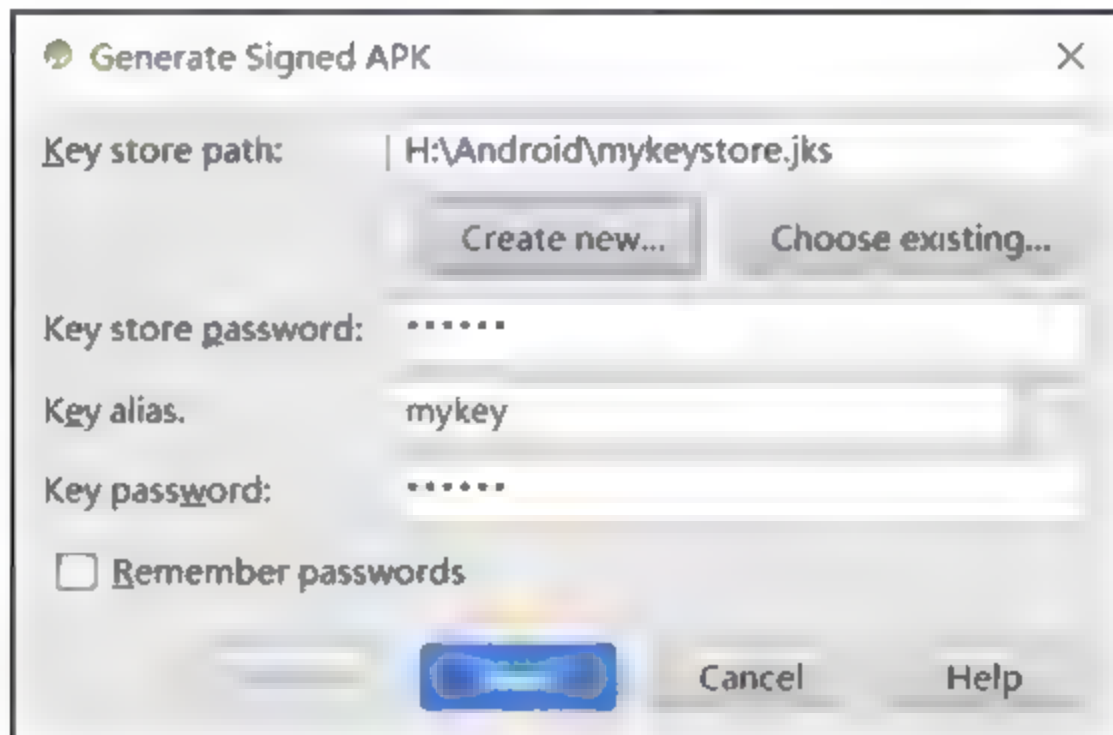 Generate Signed APK
Key store path: H:\Android\mykeystore.jks
Create new... Choose existing...
Key store password: ••••••
Key alias. mykey
Key password: ••••••
Remember passwords
Cancel Help